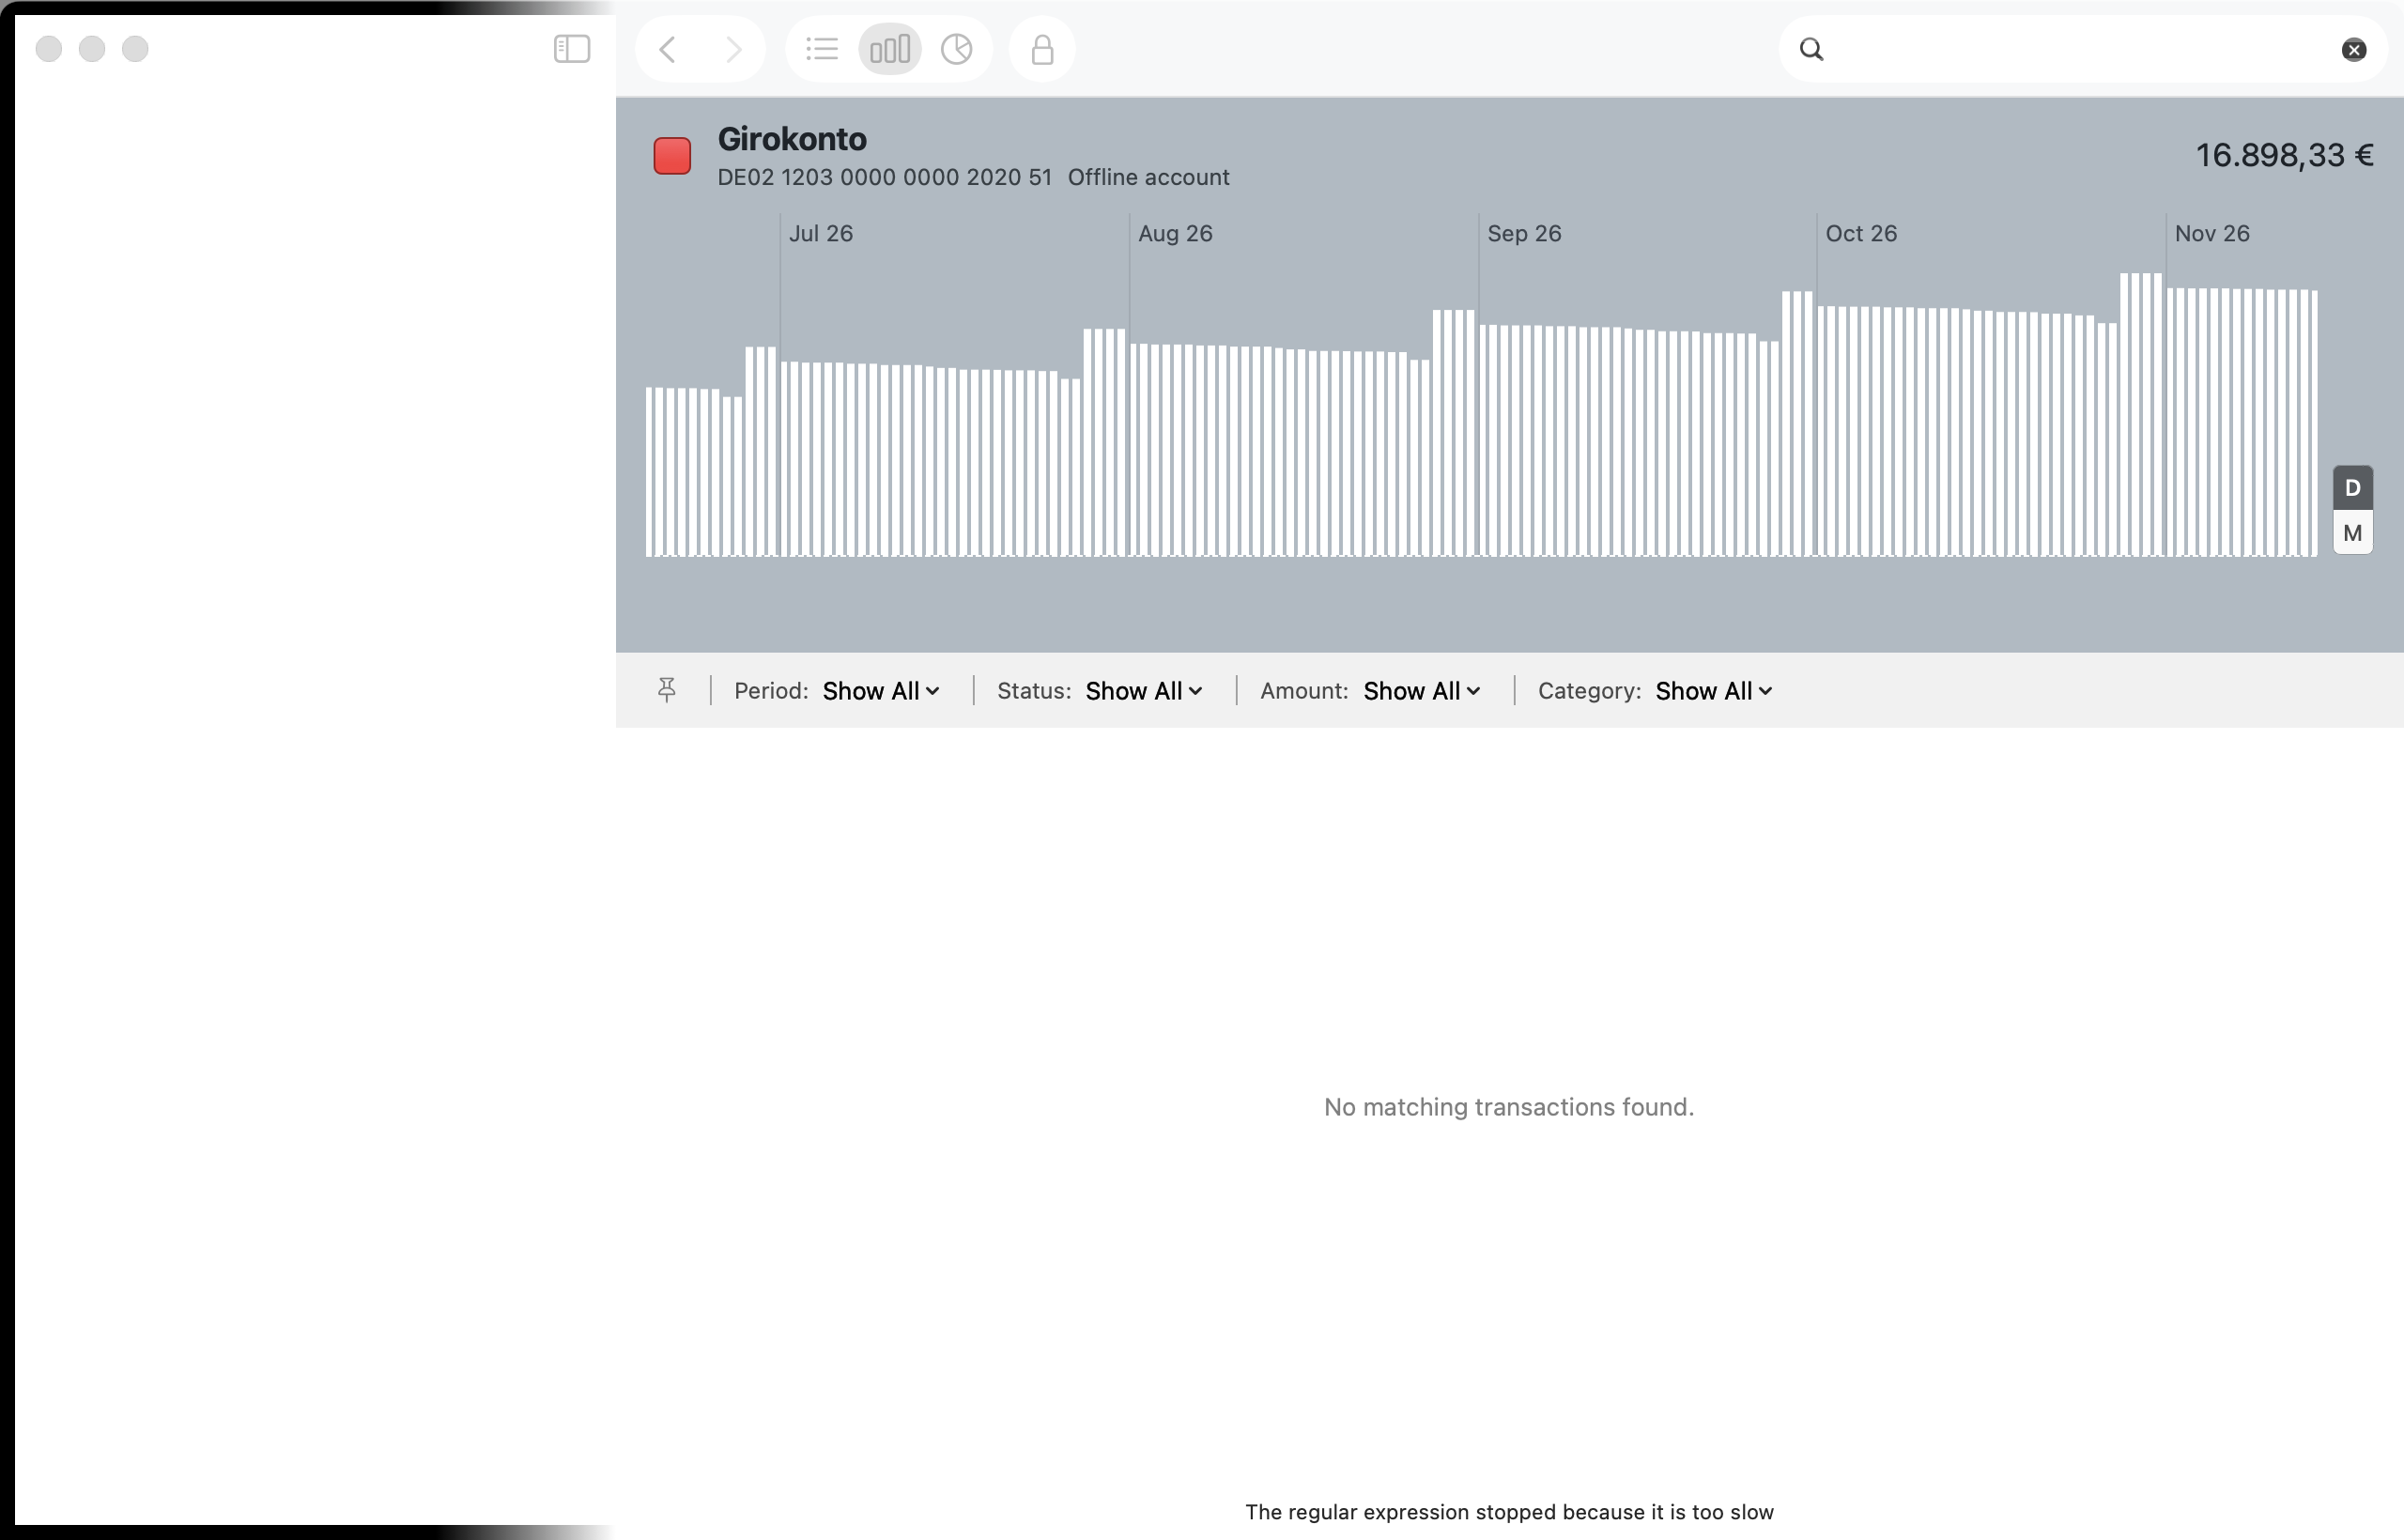 Girokonto
DE02 1203 0000 0000 2020 51 Offline account
16.898,33 €
Jul 26 Aug 26 Sep 26 Oct 26 Nov 26
D
M
Period: Show All Status: Show All Amount: Show All Category: Show All
No matching transactions found.
The regular expression stopped because it is too slow